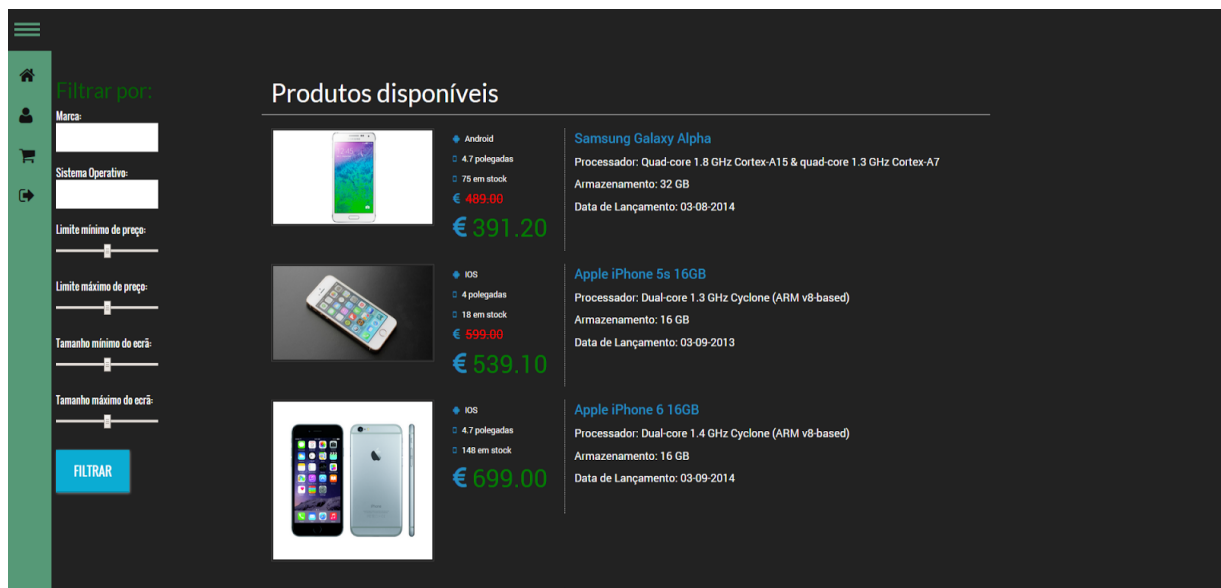 Filtrar por:
Marca:
Sistema Operativo:
Limite mínimo de preço:
Limite máximo de preço:
Tamanho mínimo do ecrã:
Tamanho máximo do ecrã:
FILTRAR
Produtos disponíveis
Android
4.7 polegadas
75 em stock
€ 489.00
€ 391.20
Samsung Galaxy Alpha
Processador: Quad-core 1.8 GHz Cortex-A15 & quad-core 1.3 GHz Cortex-A7
Armazenamento: 32 GB
Data de Lançamento: 03-08-2014
IOS
4 polegadas
18 em stock
€ 599.00
€ 539.10
Apple iPhone 5s 16GB
Processador: Dual-core 1.3 GHz Cyclone (ARM v8-based)
Armazenamento: 16 GB
Data de Lançamento: 03-09-2013
IOS
4.7 polegadas
148 em stock
€ 699.00
Apple iPhone 6 16GB
Processador: Dual-core 1.4 GHz Cyclone (ARM v8-based)
Armazenamento: 16 GB
Data de Lançamento: 03-09-2014